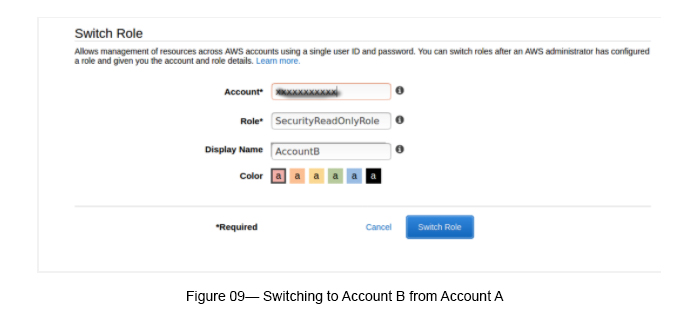 Switch Role
Allows management of resources across AWS accounts using a single user ID and password. You can switch roles after an AWS administrator has configured
a role and given you the account and role details. Learn more.
Account*
Role* SecurityReadOnlyRole
Display Name AccountB
Color a a a a a a
*Required Cancel Switch Role
Figure 09— Switching to Account B from Account A